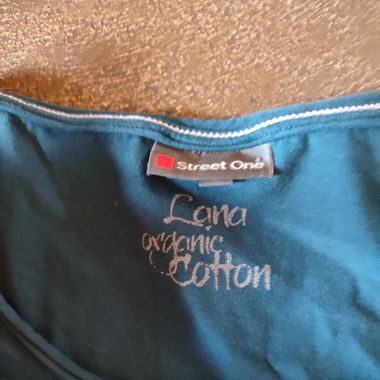 Street One
Lana
organic
Cotton